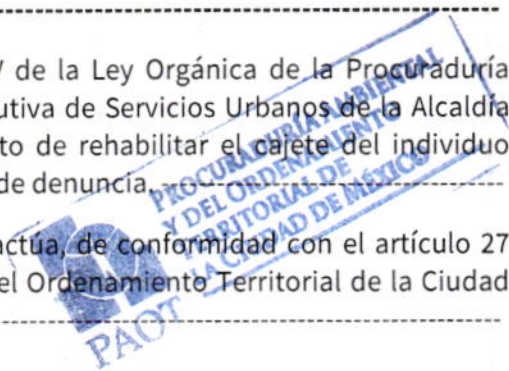 V de la Ley Orgánica de la Procuraduría
utiva de Servicios Urbanos de la Alcaldía
to de rehabilitar el cajete del individuo
de denuncia.
actúa, de conformidad con el artículo 27
el Ordenamiento Territorial de la Ciudad
PROCURADURÍA AMBIENTAL
Y DEL ORDENAMIENTO
TERRITORIAL DE
LA CIUDAD DE MÉXICO
PAOT